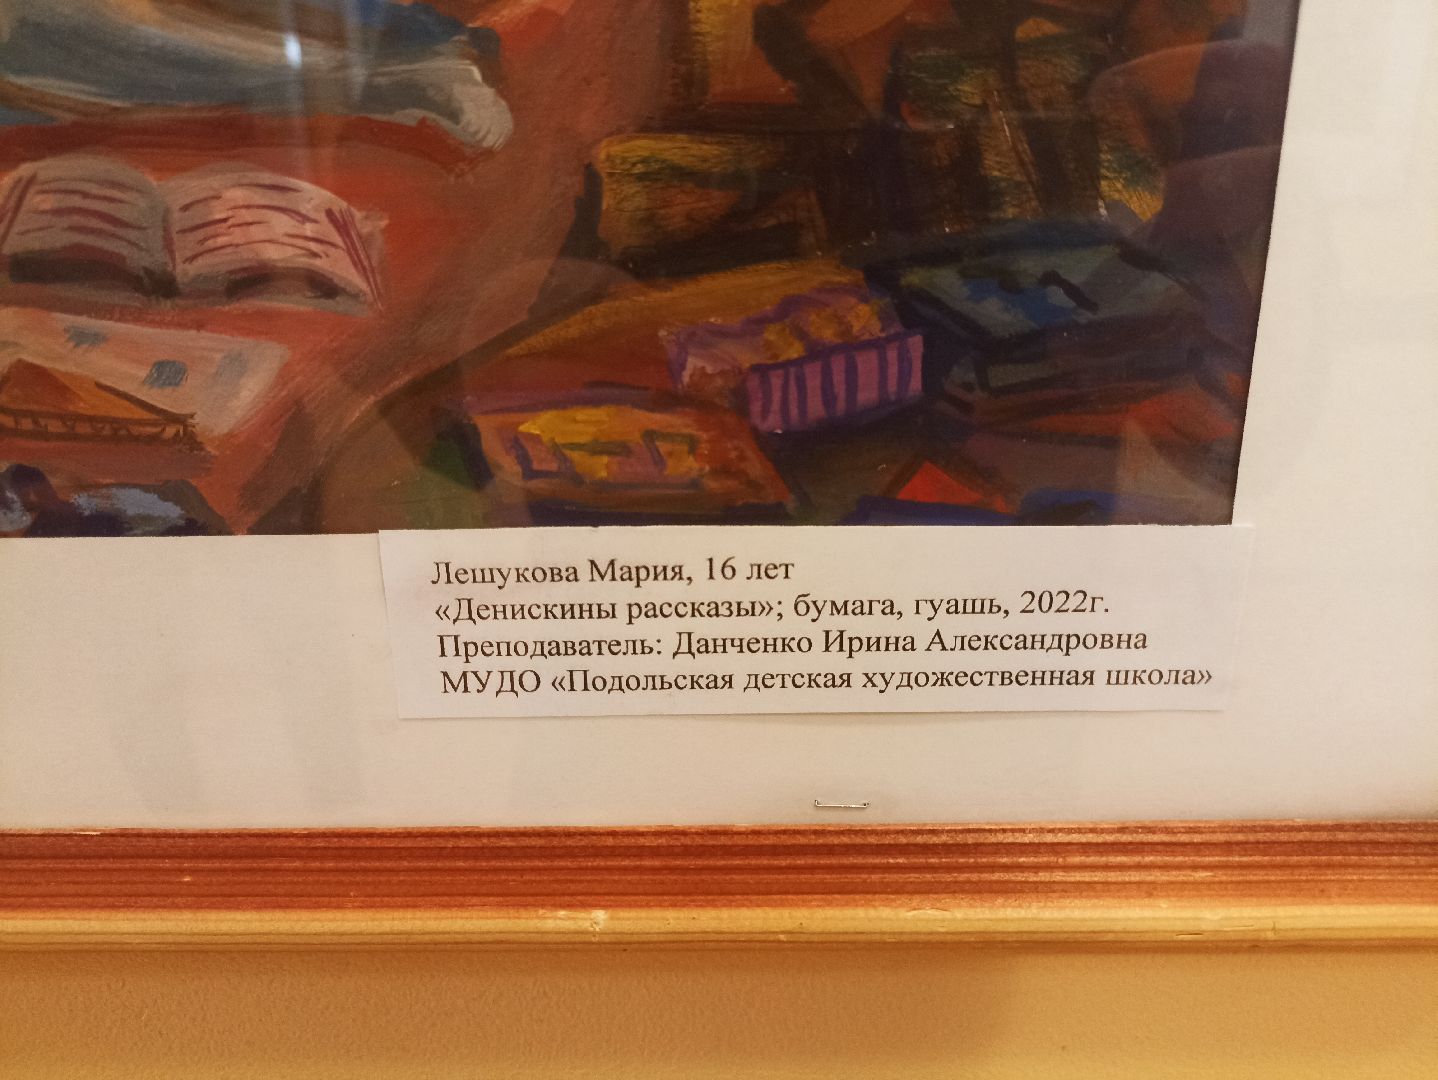 Лешукова Мария, 16 лет
«Денискины рассказы»; бумага, гуашь, 2022г.
Преподаватель: Данченко Ирина Александровна
МУДО «Подольская детская художественная школа»